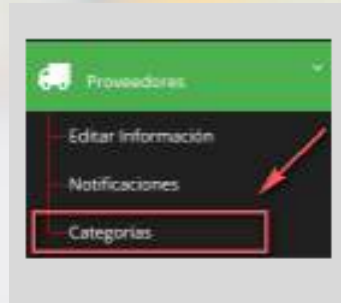 Proveedores
Editar Información
Notificaciones
Categorias